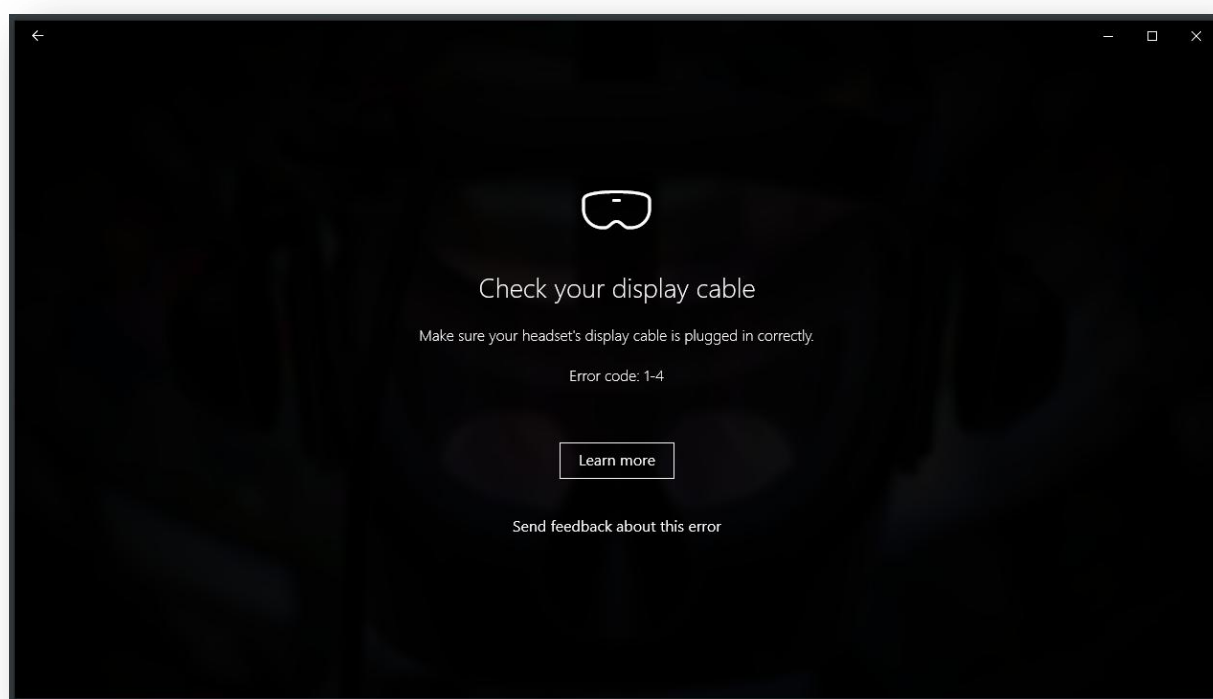 Check your display cable
Make sure your headset's display cable is plugged in correctly.
Error code: 1-4
Learn more
Send feedback about this error